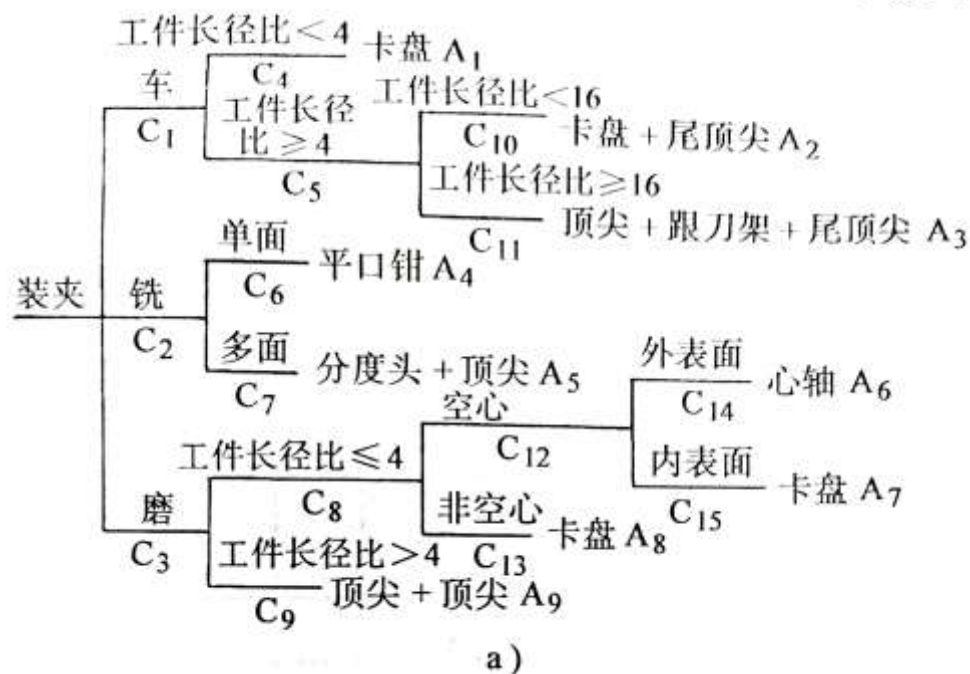 工件长径比<4
卡盘 A₁
车
C₄
C₁
工件长径
比≥4
工件长径比<16
C₁₀
卡盘+尾顶尖 A₂
C₅
工件长径比≥16
C₁₁
顶尖+跟刀架+尾顶尖 A₃
单面
C₆
平口钳 A₄
装夹
铣
C₂
多面
C₇
分度头+顶尖 A₅
外表面
C₁₄
心轴 A₆
空心
C₁₂
工件长径比≤4
C₈
内表面
C₁₅
卡盘 A₇
磨
C₃
非空心
C₁₃
卡盘 A₈
工件长径比>4
C₉
顶尖+顶尖 A₉
a)